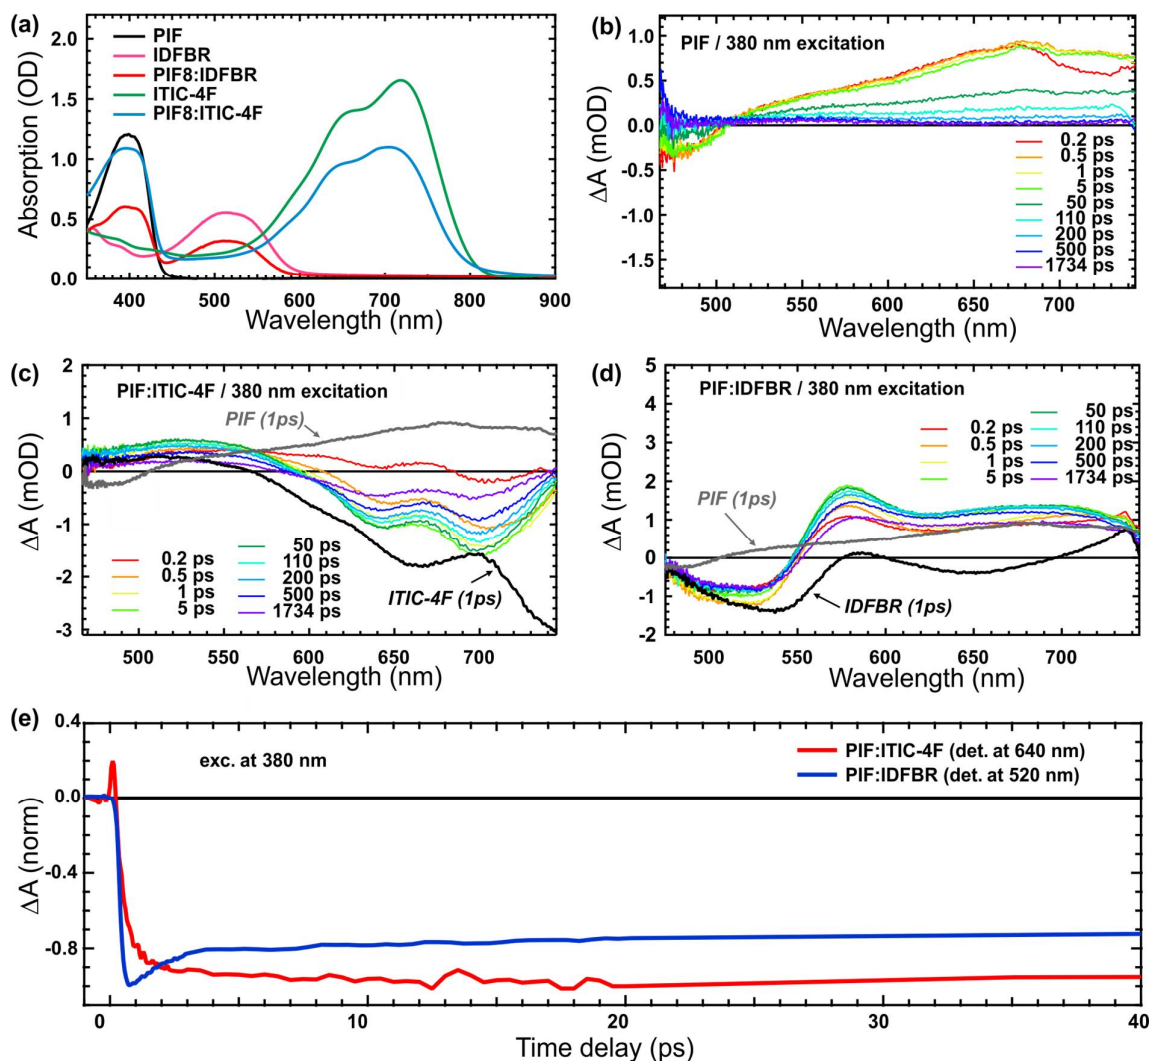 (a)
2.0
1.5
1.0
0.5
0.0
Absorption (OD)
PIF
IDFBR
PIF8:IDFBR
ITIC-4F
PIF8:ITIC-4F
400 500 600 700 800 900
Wavelength (nm)
(b)
PIF / 380 nm excitation
1.0
0.5
0.0
-0.5
-1.0
-1.5
ΔA (mOD)
0.2 ps
0.5 ps
1 ps
5 ps
50 ps
110 ps
200 ps
500 ps
1734 ps
500 550 600 650 700
Wavelength (nm)
(c)
PIF:ITIC-4F / 380 nm excitation
2
1
0
-1
-2
-3
ΔA (mOD)
PIF (1ps)
0.2 ps
0.5 ps
1 ps
5 ps
50 ps
110 ps
200 ps
500 ps
1734 ps
ITIC-4F (1ps)
500 550 600 650 700
Wavelength (nm)
(d)
PIF:IDFBR / 380 nm excitation
5
4
3
2
1
0
-1
-2
ΔA (mOD)
0.2 ps
0.5 ps
1 ps
5 ps
50 ps
110 ps
200 ps
500 ps
1734 ps
PIF (1ps)
IDFBR (1ps)
500 550 600 650 700
Wavelength (nm)
(e)
0.4
0.0
-0.4
-0.8
ΔA (norm)
exc. at 380 nm
PIF:ITIC-4F (det. at 640 nm)
PIF:IDFBR (det. at 520 nm)
0 10 20 30 40
Time delay (ps)